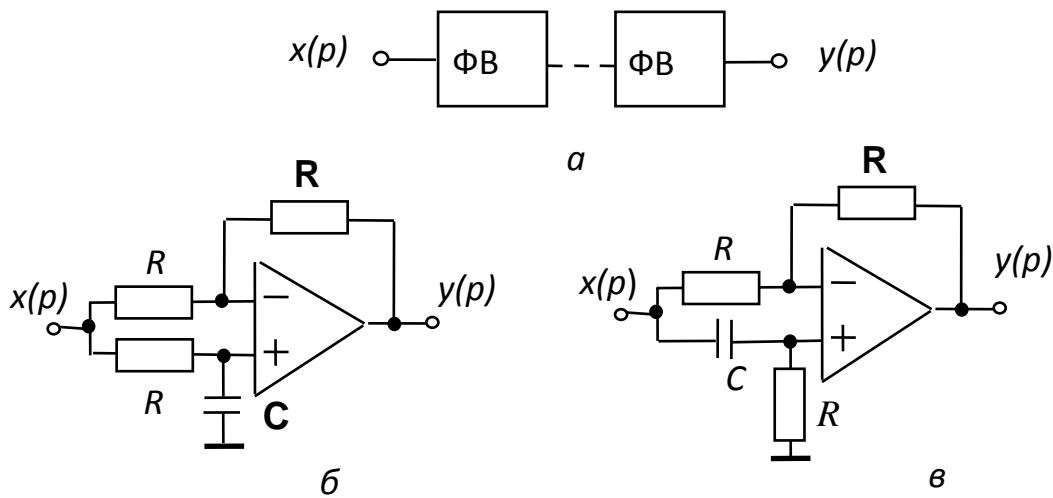 x(p) ФВ ФВ y(p)
а
R R
R R
x(p) − y(p) x(p) − y(p)
+ +
R C C R
б в